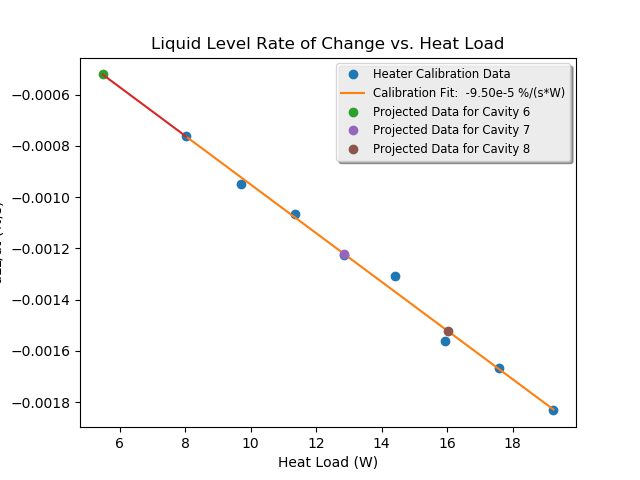 Liquid Level Rate of Change vs. Heat Load
Heater Calibration Data
Calibration Fit:  -9.50e-5 %/(s*W)
Projected Data for Cavity 6
Projected Data for Cavity 7
Projected Data for Cavity 8
−0.0006
−0.0008
−0.0010
−0.0012
−0.0014
−0.0016
−0.0018
6 8 10 12 14 16 18
Heat Load (W)